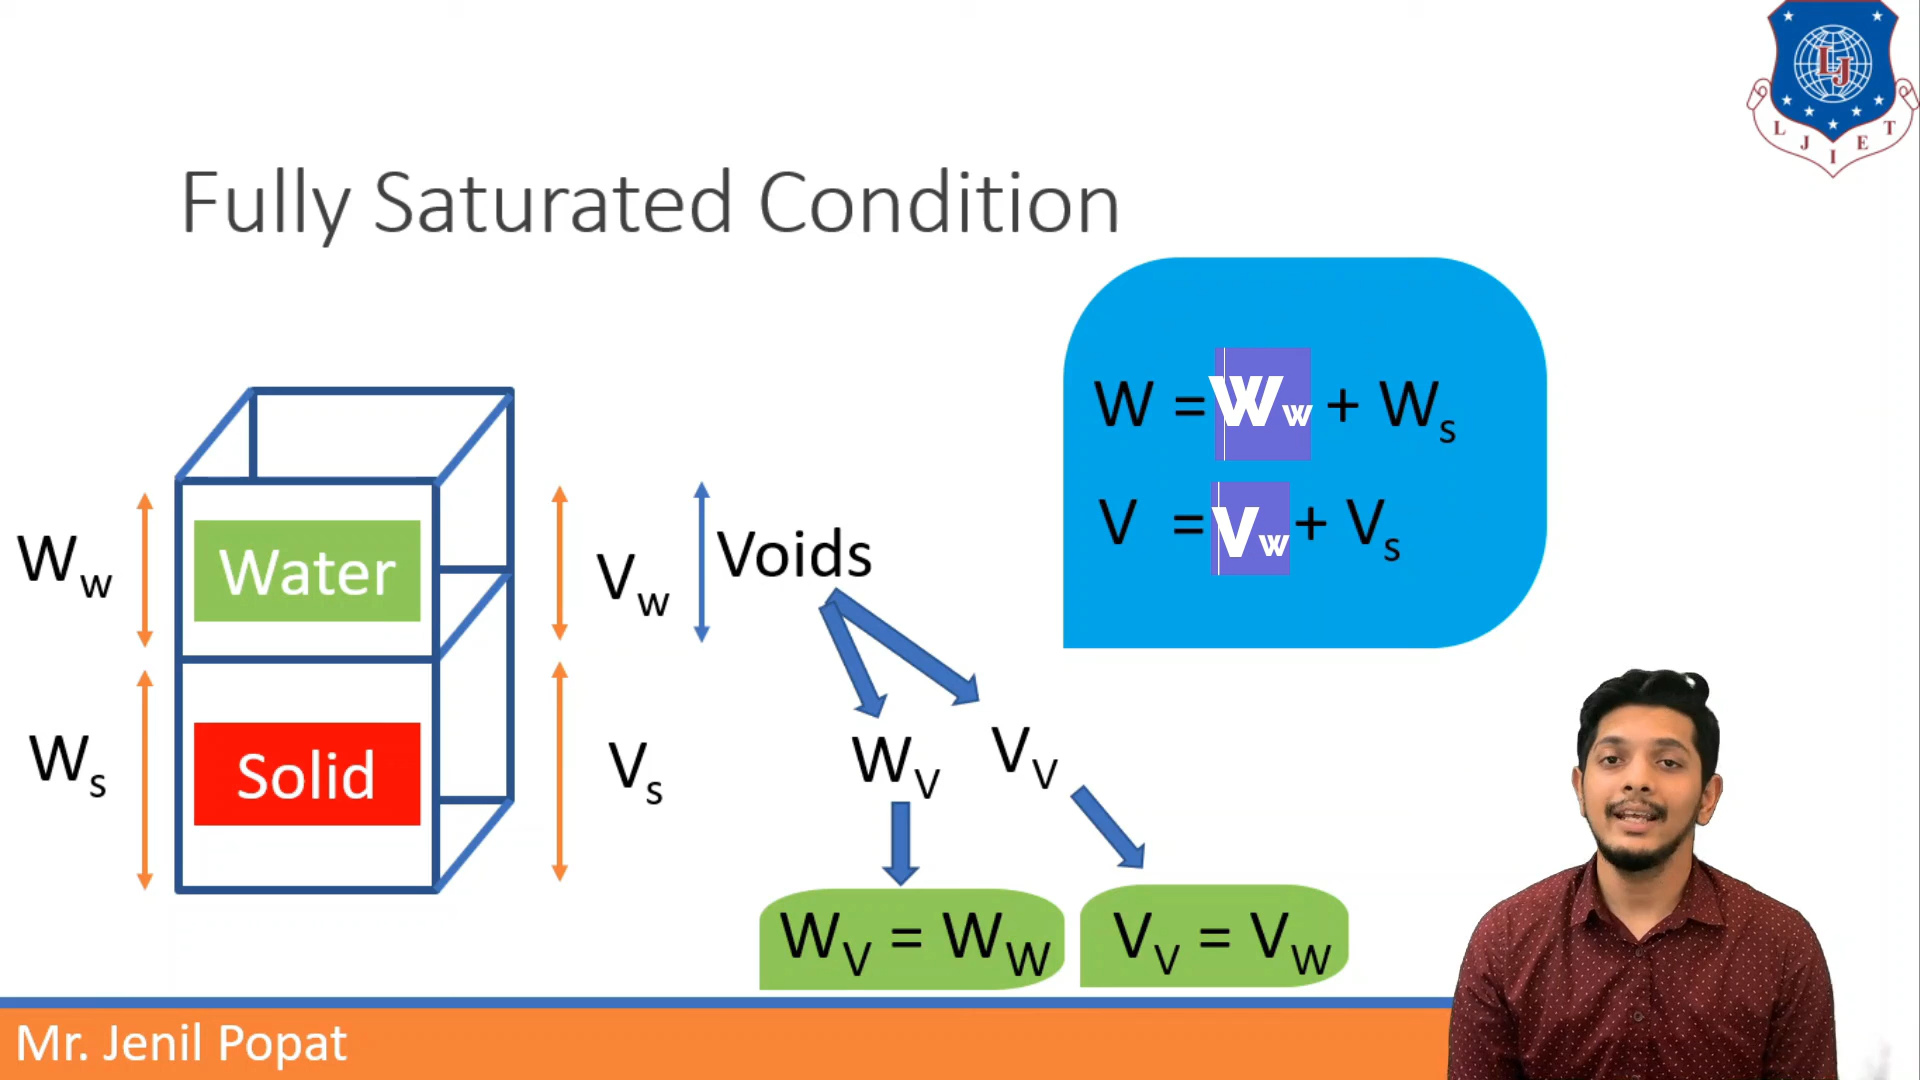 L J I E T
LJ
Fully Saturated Condition
W = Ww + Ws
V = Vw + Vs
Ww
Water
Vw
Voids
Ws
Solid
Vs
WV
VV
WV = WW
VV = VW
Mr. Jenil Popat